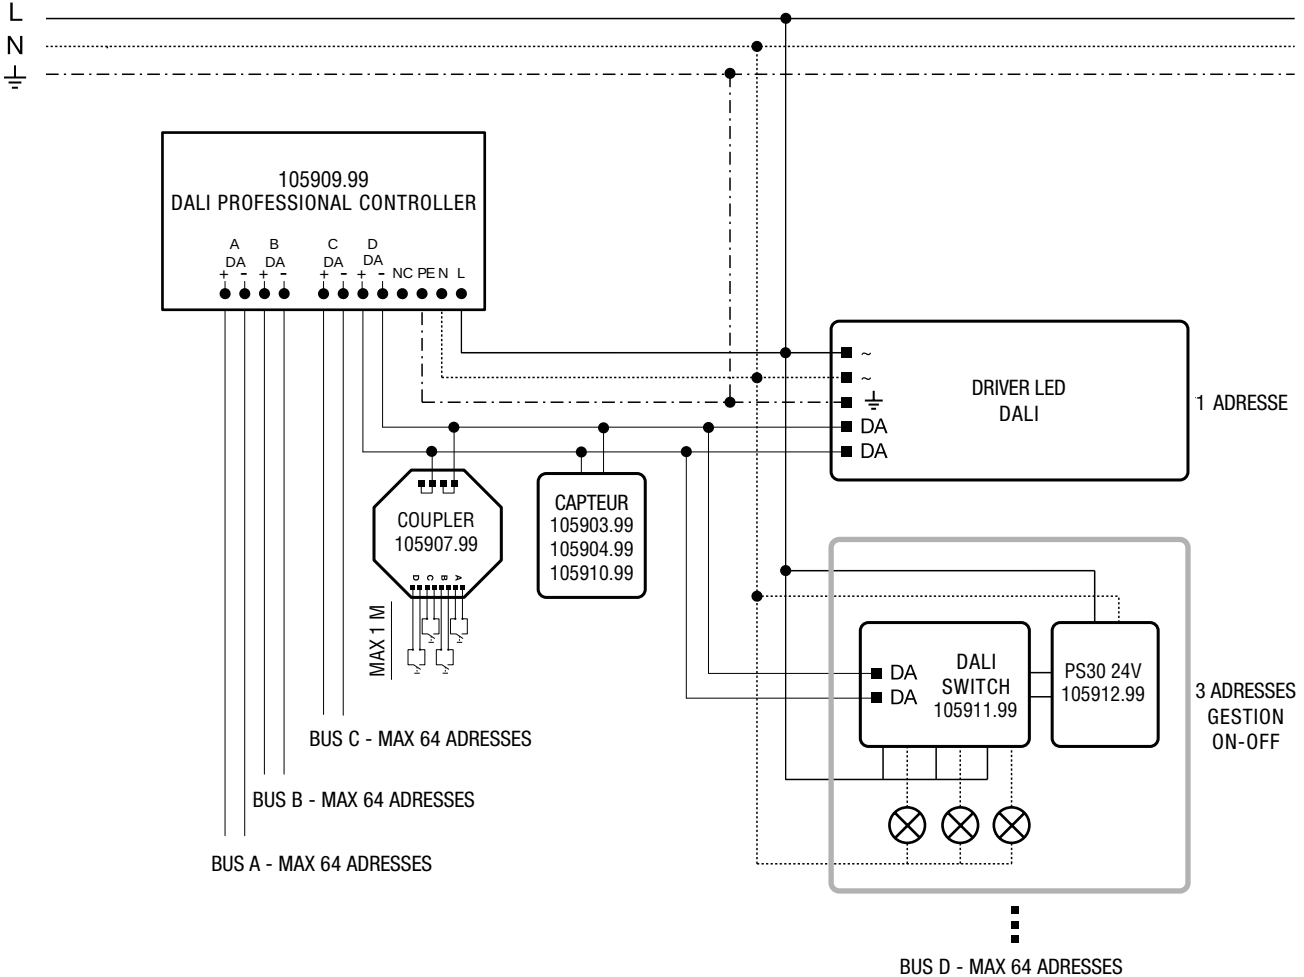 L
N
105909.99
DALI PROFESSIONAL CONTROLLER
A B C D
DA DA DA DA
+ - + - + - + - NC PE N L
~
~
DRIVER LED
DALI
DA
DA
1 ADRESSE
COUPLER
105907.99
D C B A
MAX 1 M
CAPTEUR
105903.99
105904.99
105910.99
DA
DA
DALI
SWITCH
105911.99
PS30 24V
105912.99
3 ADRESSES
GESTION
ON-OFF
BUS C - MAX 64 ADRESSES
BUS B - MAX 64 ADRESSES
BUS A - MAX 64 ADRESSES
BUS D - MAX 64 ADRESSES